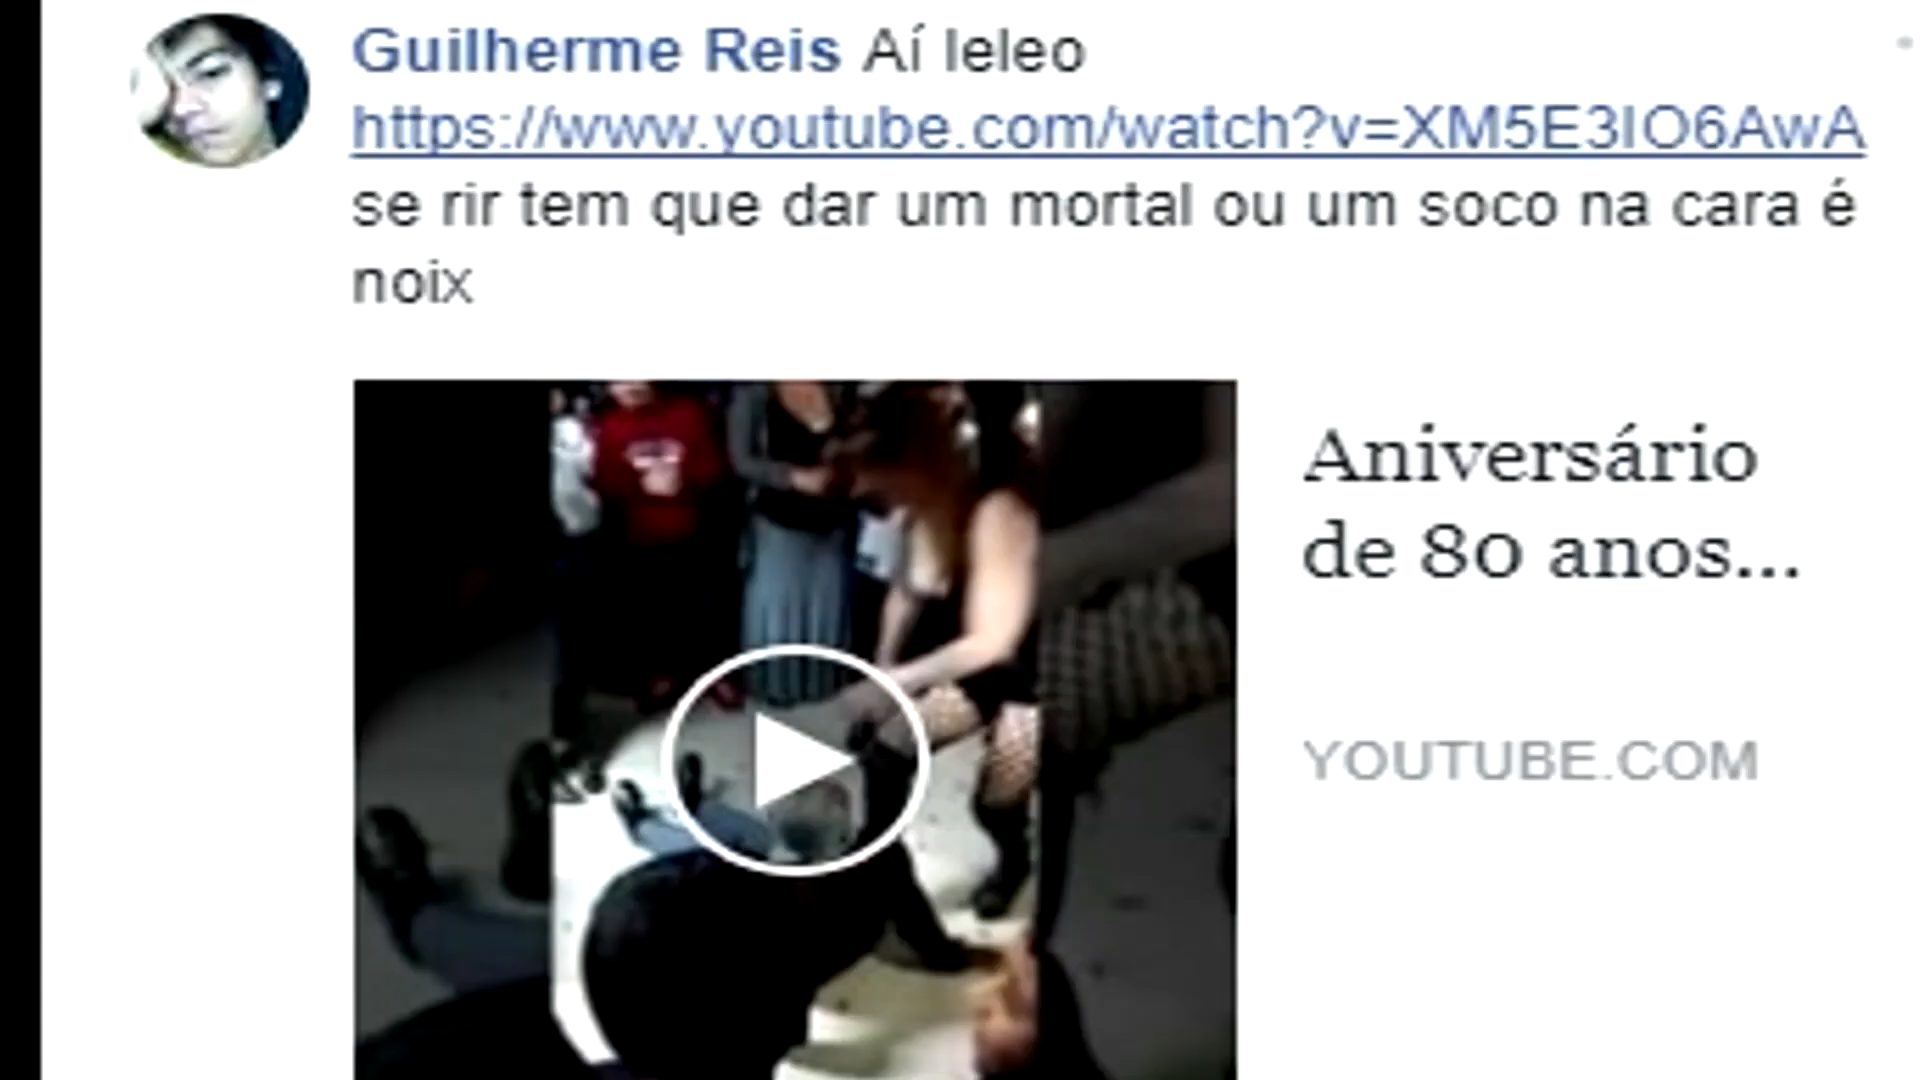 Guilherme Reis Aí leleo
https://www.youtube.com/watch?v=XM5E3IO6AwA
se rir tem que dar um mortal ou um soco na cara é
noix
Aniversário
de 80 anos...
YOUTUBE.COM